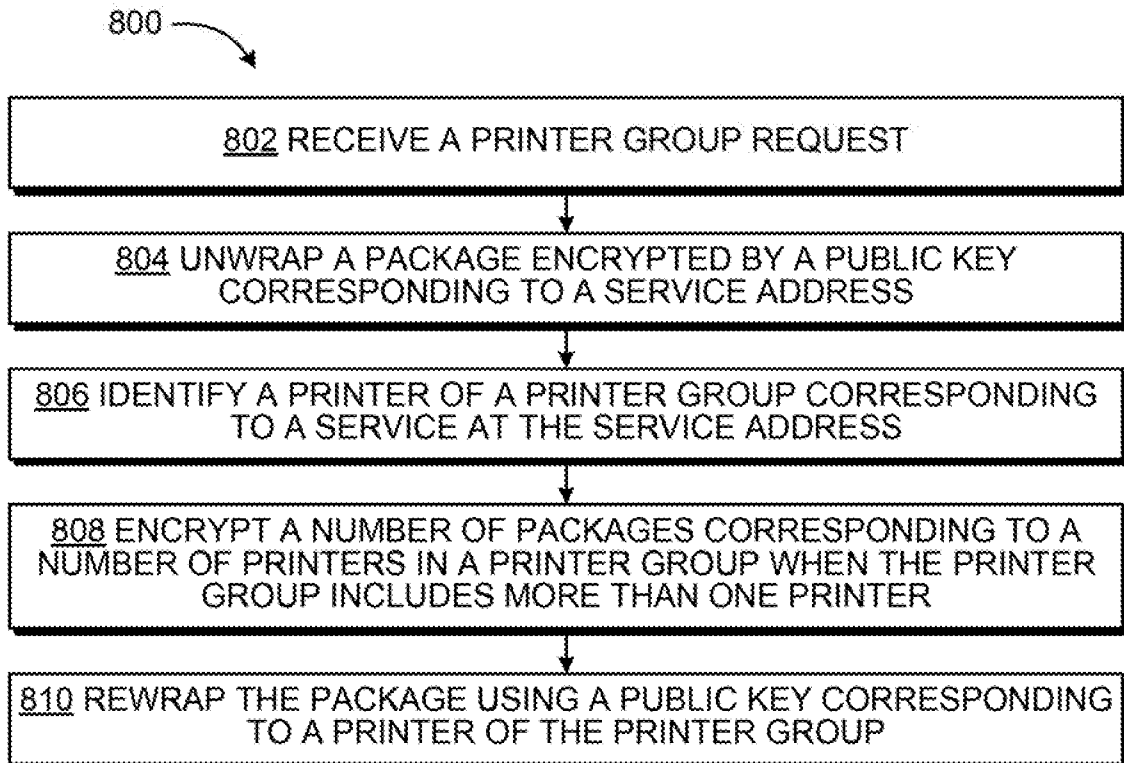 800
802 RECEIVE A PRINTER GROUP REQUEST
804 UNWRAP A PACKAGE ENCRYPTED BY A PUBLIC KEY
CORRESPONDING TO A SERVICE ADDRESS
806 IDENTIFY A PRINTER OF A PRINTER GROUP CORRESPONDING
TO A SERVICE AT THE SERVICE ADDRESS
808 ENCRYPT A NUMBER OF PACKAGES CORRESPONDING TO A
NUMBER OF PRINTERS IN A PRINTER GROUP WHEN THE PRINTER
GROUP INCLUDES MORE THAN ONE PRINTER
810 REWRAP THE PACKAGE USING A PUBLIC KEY CORRESPONDING
TO A PRINTER OF THE PRINTER GROUP